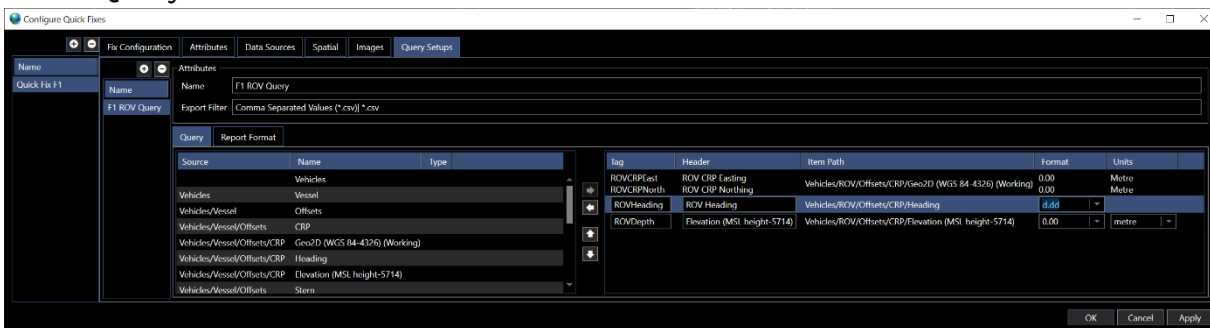 Configure Quick Fixes
Fix Configuration Attributes Data Sources Spatial Images Query Setups
Name
Quick Fix F1
Name
F1 ROV Query
Attributes
Name F1 ROV Query
Export Filter Comma Separated Values (*.csv)| *.csv
Query Report Format
Source Name Type
Vehicles
Vehicles Vessel
Vehicles/Vessel Offsets
Vehicles/Vessel/Offsets CRP
Vehicles/Vessel/Offsets/CRP Geo2D (WGS 84-4326) (Working)
Vehicles/Vessel/Offsets/CRP Heading
Vehicles/Vessel/Offsets/CRP Elevation (MSL height-5714)
Vehicles/Vessel/Offsets Stern
Tag Header Item Path Format Units
ROVCRPEast ROV CRP Easting Vehicles/ROV/Offsets/CRP/Geo2D (WGS 84-4326) (Working) 0.00 Metre
ROVCRPNorth ROV CRP Northing 0.00 Metre
ROVHeading ROV Heading Vehicles/ROV/Offsets/CRP/Heading d.dd
ROVDepth Elevation (MSL height-5714) Vehicles/ROV/Offsets/CRP/Elevation (MSL height-5714) 0.00 metre
OK Cancel Apply